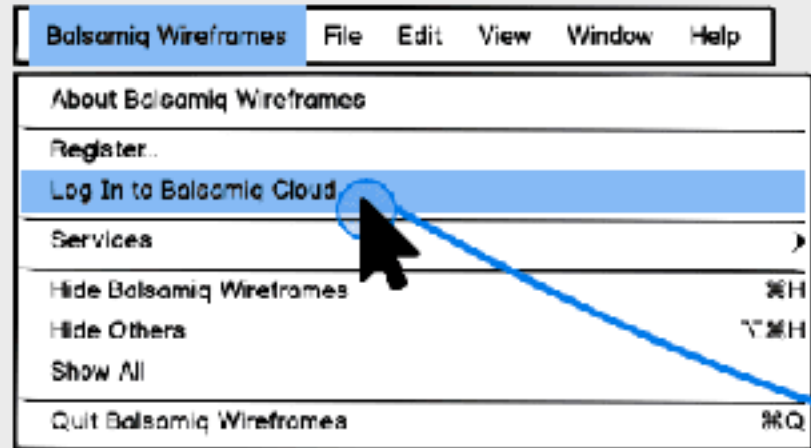 Balsamiq Wireframes File Edit View Window Help
About Balsamiq Wireframes
Register...
Log In to Balsamiq Cloud
Services
Hide Balsamiq Wireframes ⌘H
Hide Others ⌥⌘H
Show All
Quit Balsamiq Wireframes ⌘Q